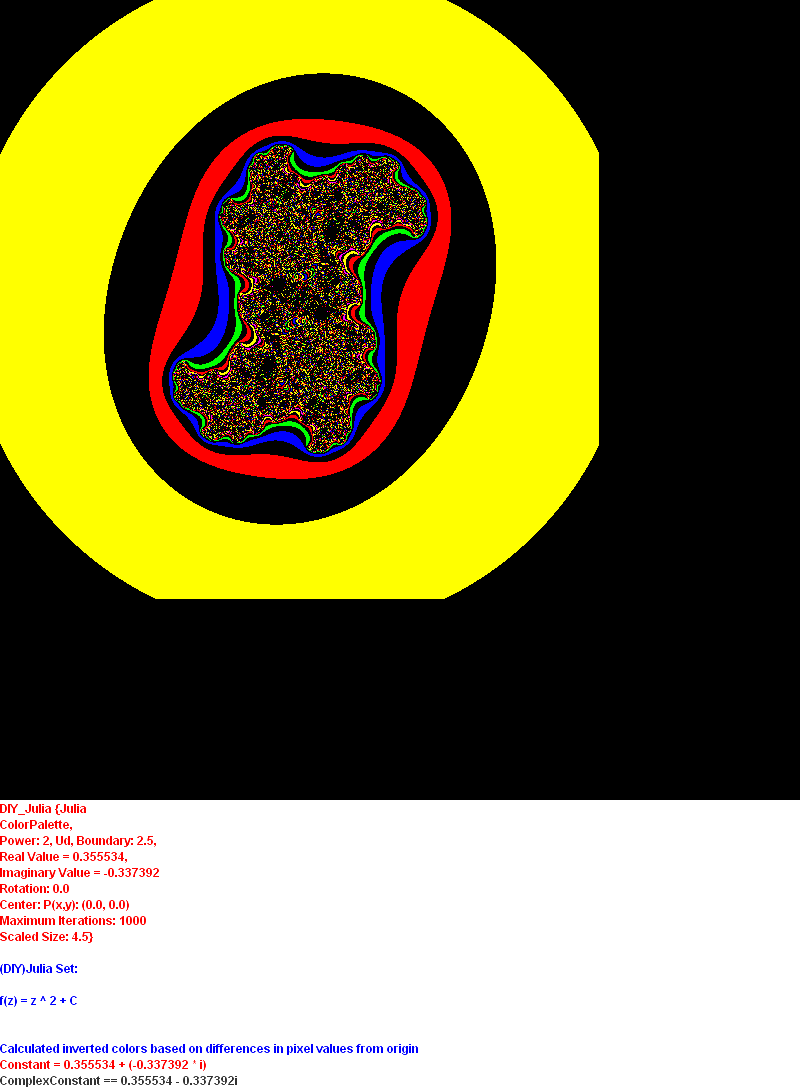 DIY_Julia {Julia
ColorPalette,
Power: 2, Ud, Boundary: 2.5,
Real Value = 0.355534,
Imaginary Value = -0.337392
Rotation: 0.0
Center: P(x,y): (0.0, 0.0)
Maximum Iterations: 1000
Scaled Size: 4.5}
(DIY)Julia Set:
f(z) = z ^ 2 + C
Calculated inverted colors based on differences in pixel values from origin
Constant = 0.355534 + (-0.337392 * i)
ComplexConstant == 0.355534 - 0.337392i